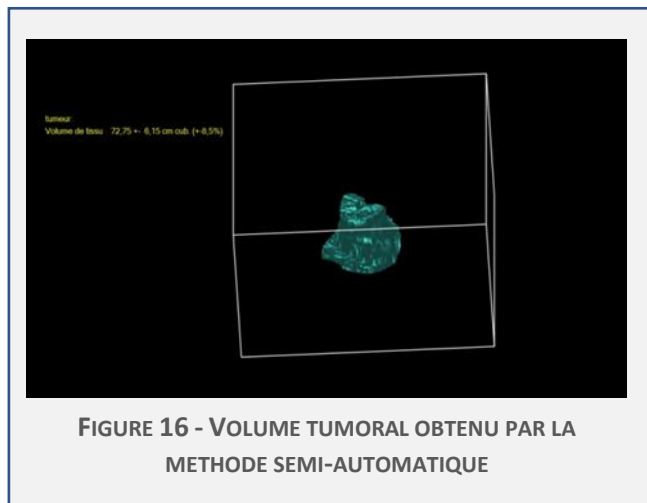 tumeur
Volume de tissu 72,75 +- 6,15 cm cub. (+-8,5%)
FIGURE 16 - VOLUME TUMORAL OBTENU PAR LA
METHODE SEMI-AUTOMATIQUE